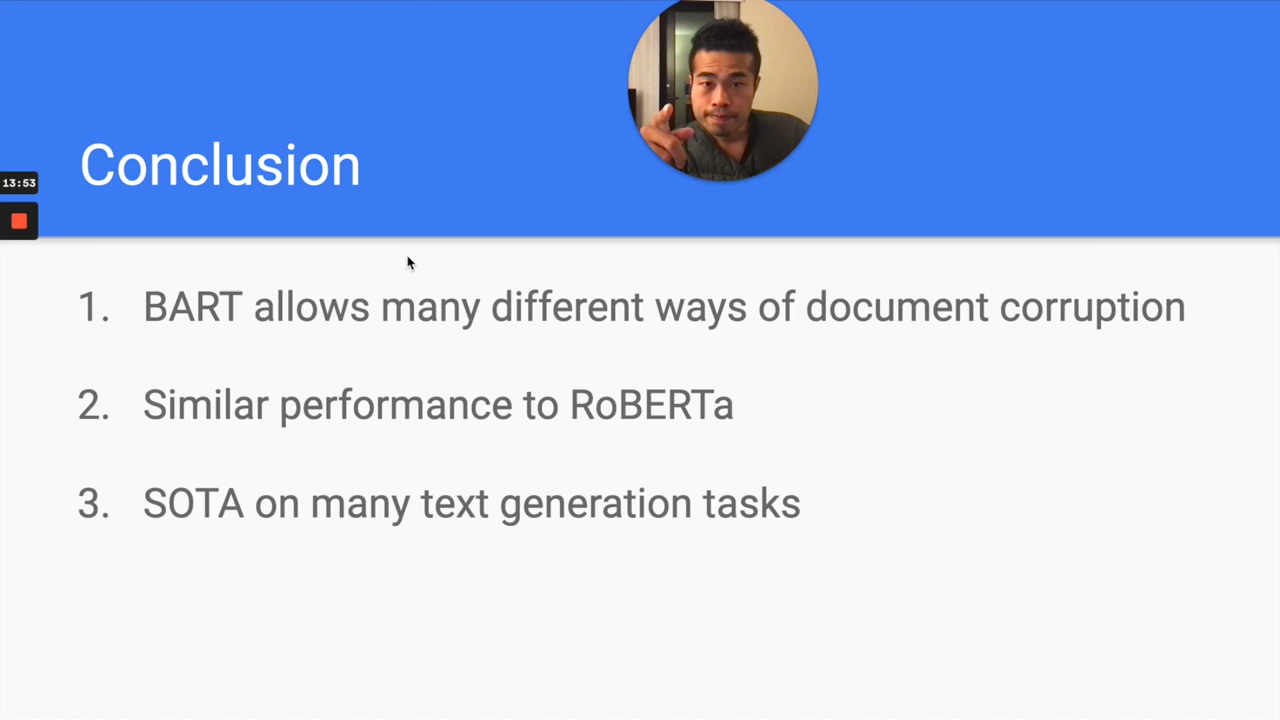 Conclusion
13:53
1. BART allows many different ways of document corruption
2. Similar performance to RoBERTa
3. SOTA on many text generation tasks